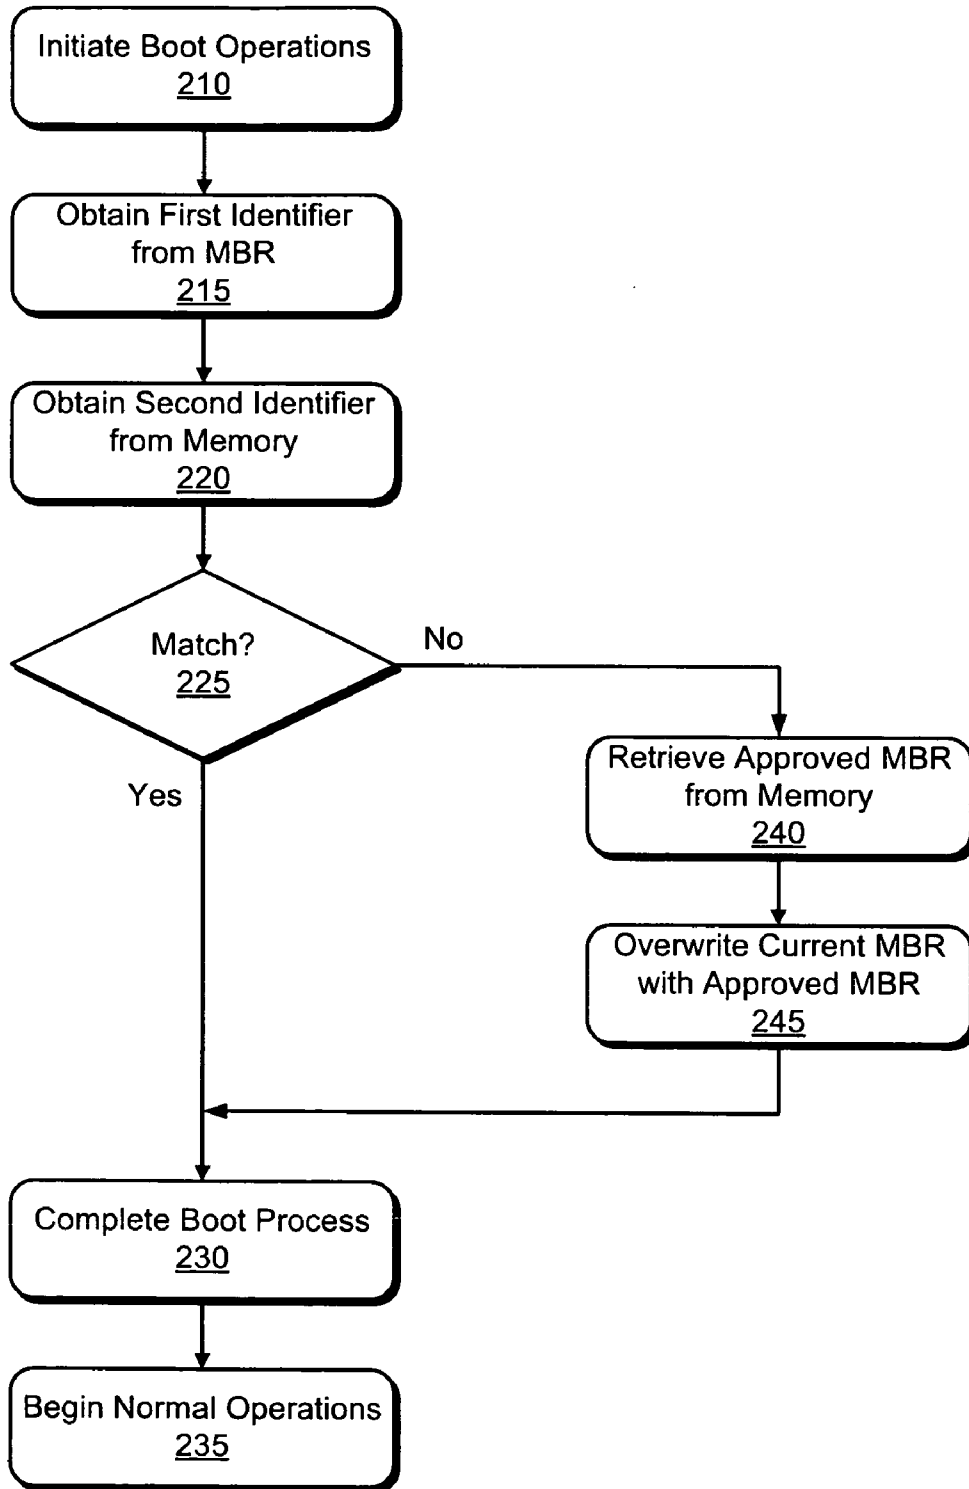 Initiate Boot Operations
210
Obtain First Identifier
from MBR
215
Obtain Second Identifier
from Memory
220
Match?
225
No
Yes
Retrieve Approved MBR
from Memory
240
Overwrite Current MBR
with Approved MBR
245
Complete Boot Process
230
Begin Normal Operations
235